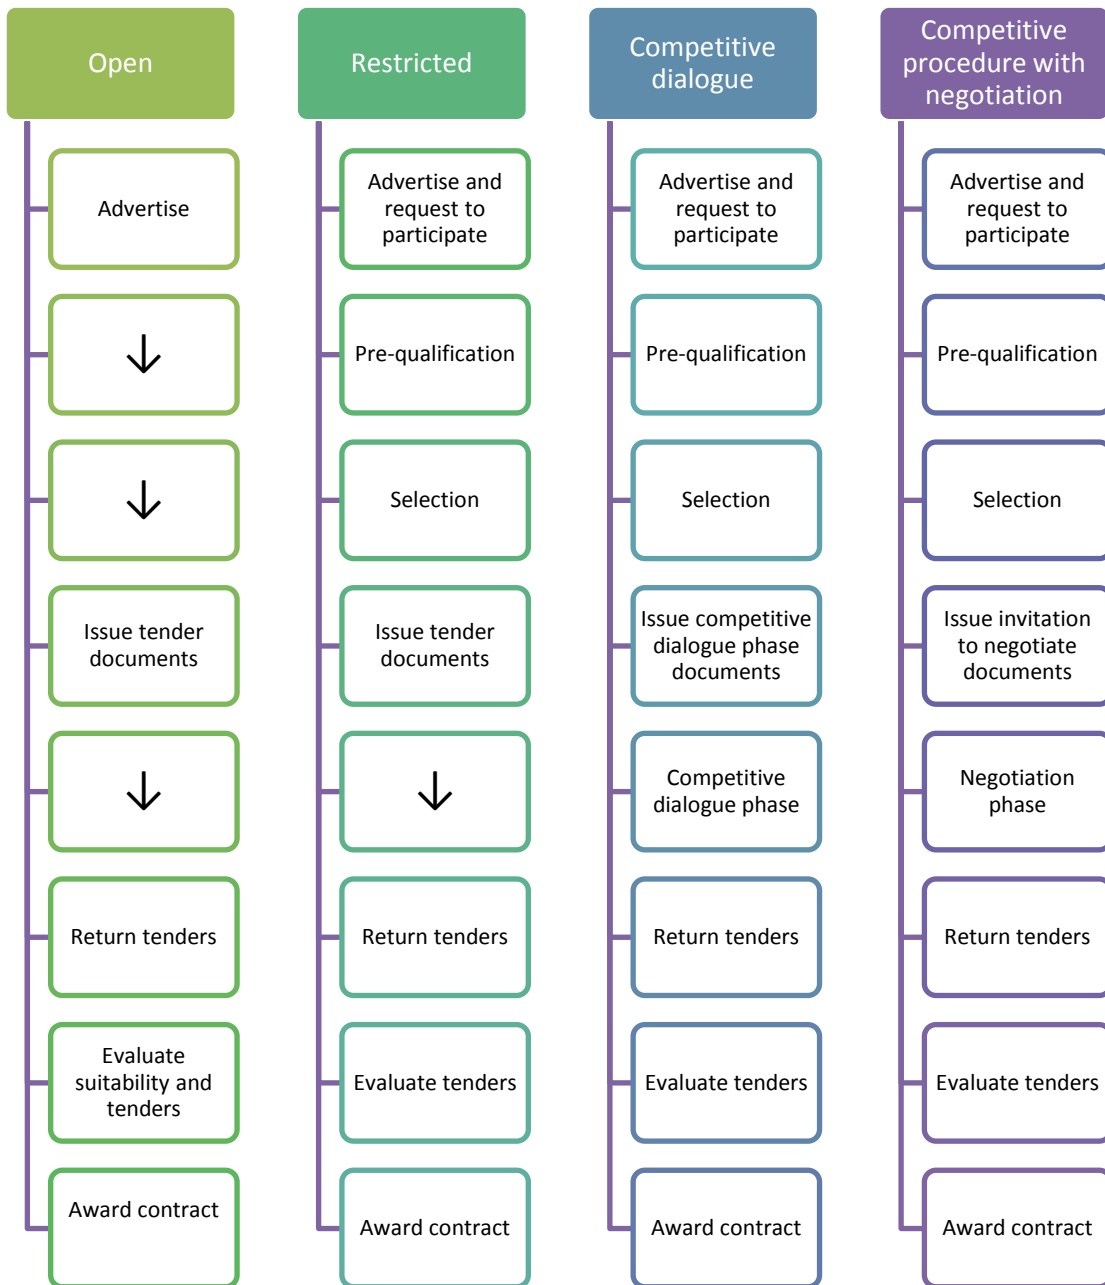 Open
Advertise
↓
↓
Issue tender
documents
↓
Return tenders
Evaluate
suitability and
tenders
Award contract
Restricted
Advertise and
request to
participate
Pre-qualification
Selection
Issue tender
documents
↓
Return tenders
Evaluate tenders
Award contract
Competitive
dialogue
Advertise and
request to
participate
Pre-qualification
Selection
Issue competitive
dialogue phase
documents
Competitive
dialogue phase
Return tenders
Evaluate tenders
Award contract
Competitive
procedure with
negotiation
Advertise and
request to
participate
Pre-qualification
Selection
Issue invitation
to negotiate
documents
Negotiation
phase
Return tenders
Evaluate tenders
Award contract